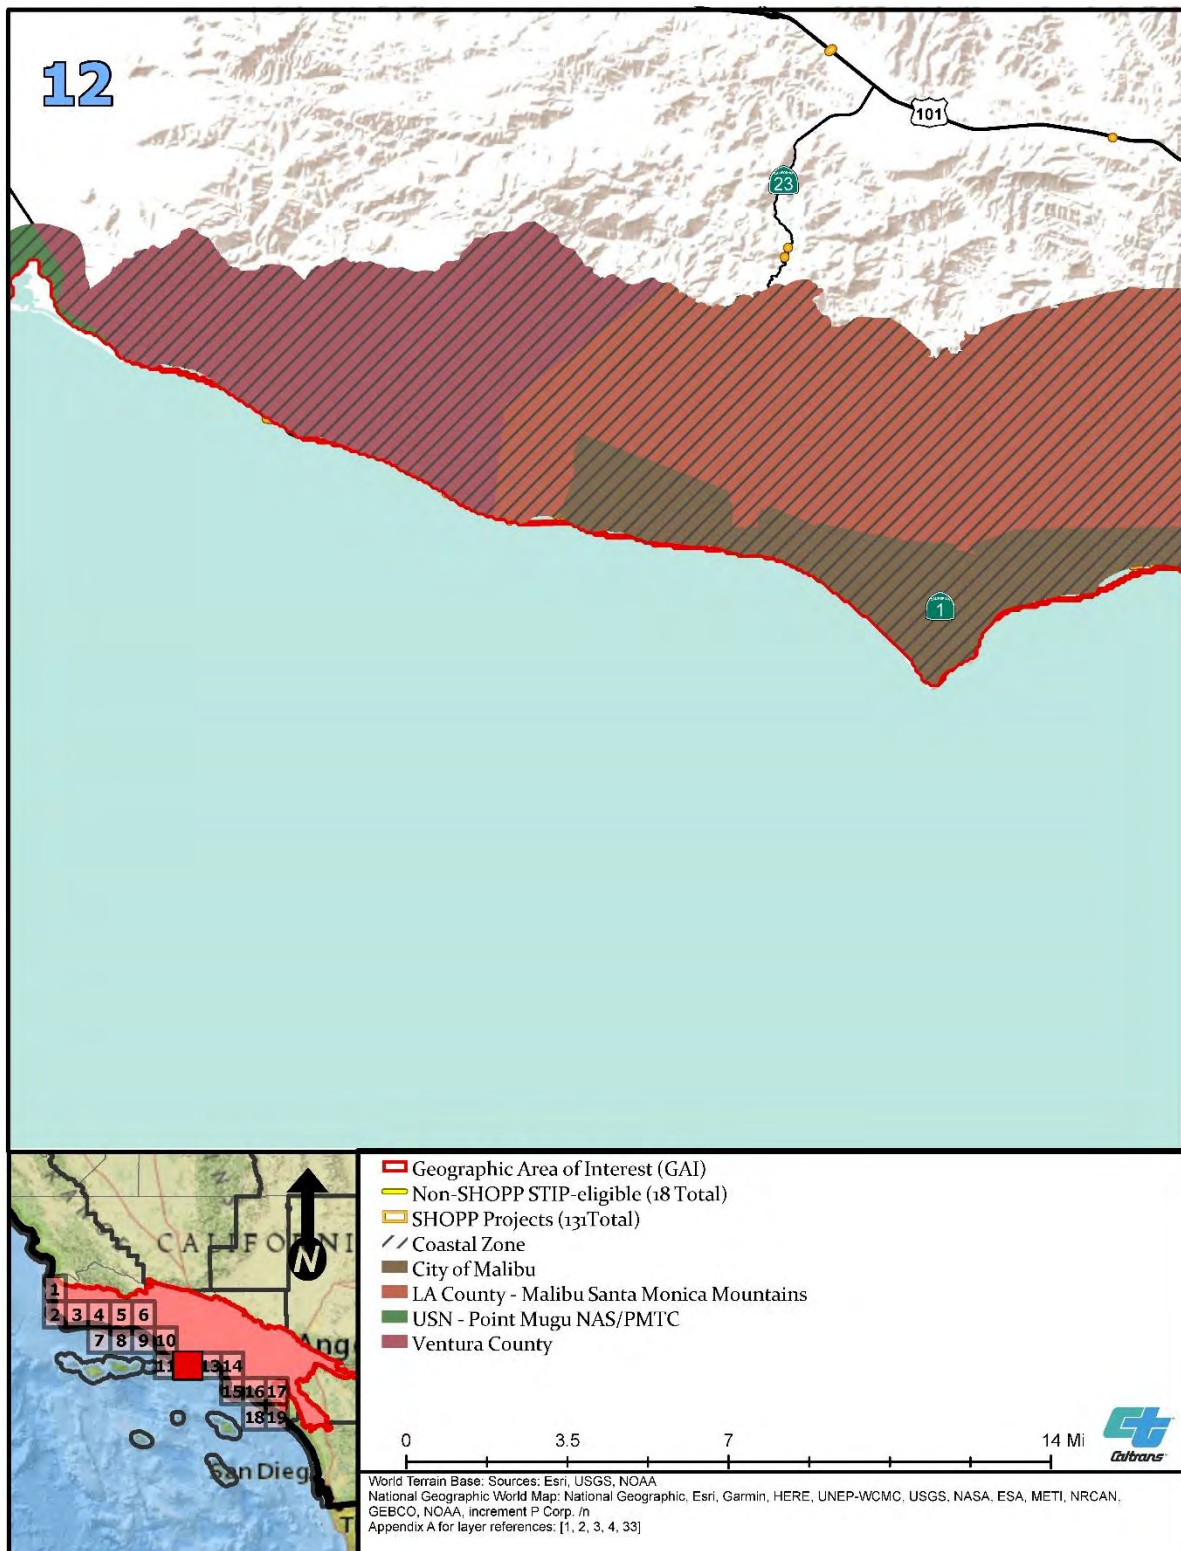 12
101
23
1
Geographic Area of Interest (GAI)
Non-SHOPP STIP-eligible (18 Total)
SHOPP Projects (131Total)
Coastal Zone
City of Malibu
LA County - Malibu Santa Monica Mountains
USN - Point Mugu NAS/PMTC
Ventura County
N
CALIFORNI
1
2 3 4 5 6
7 8 9 10
11 13 14
Ang
15 16 17
18 19
San Dieg
T
0 3.5 7 14 Mi
Caltrans
World Terrain Base: Sources: Esri, USGS, NOAA
National Geographic World Map: National Geographic, Esri, Garmin, HERE, UNEP-WCMC, USGS, NASA, ESA, METI, NRCAN,
GEBCO, NOAA, increment P Corp. /n
Appendix A for layer references: [1, 2, 3, 4, 33]